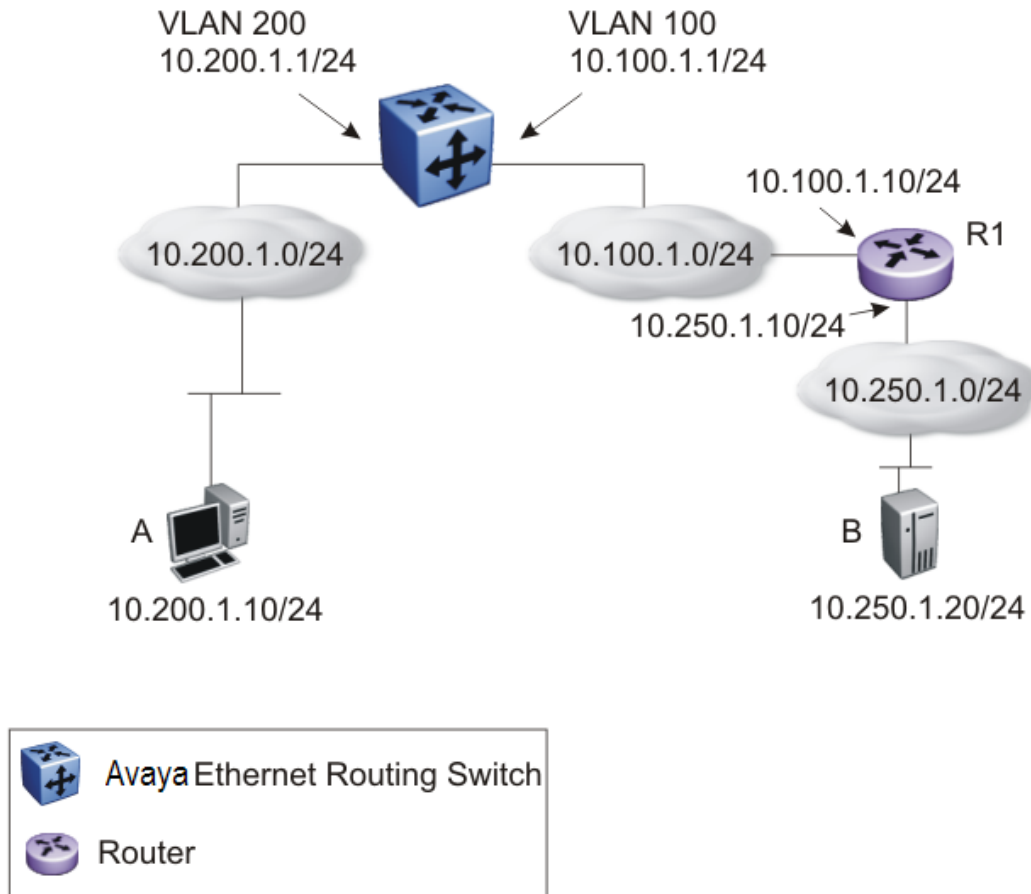 VLAN 200
10.200.1.1/24
VLAN 100
10.100.1.1/24
10.100.1.10/24
R1
10.200.1.0/24
10.100.1.0/24
10.250.1.10/24
10.250.1.0/24
A
B
10.200.1.10/24
10.250.1.20/24
Avaya Ethernet Routing Switch
Router